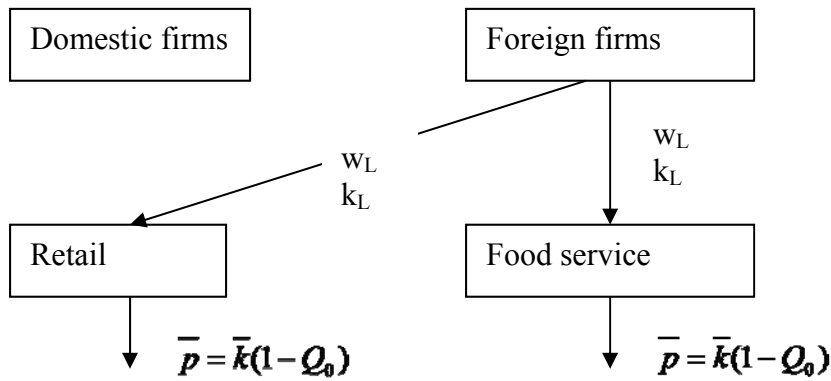 Domestic firms
Foreign firms
w_L
k_L
w_L
k_L
Retail
Food service
p̅ = k̅(1−Q₀)
p̅ = k̅(1−Q₀)